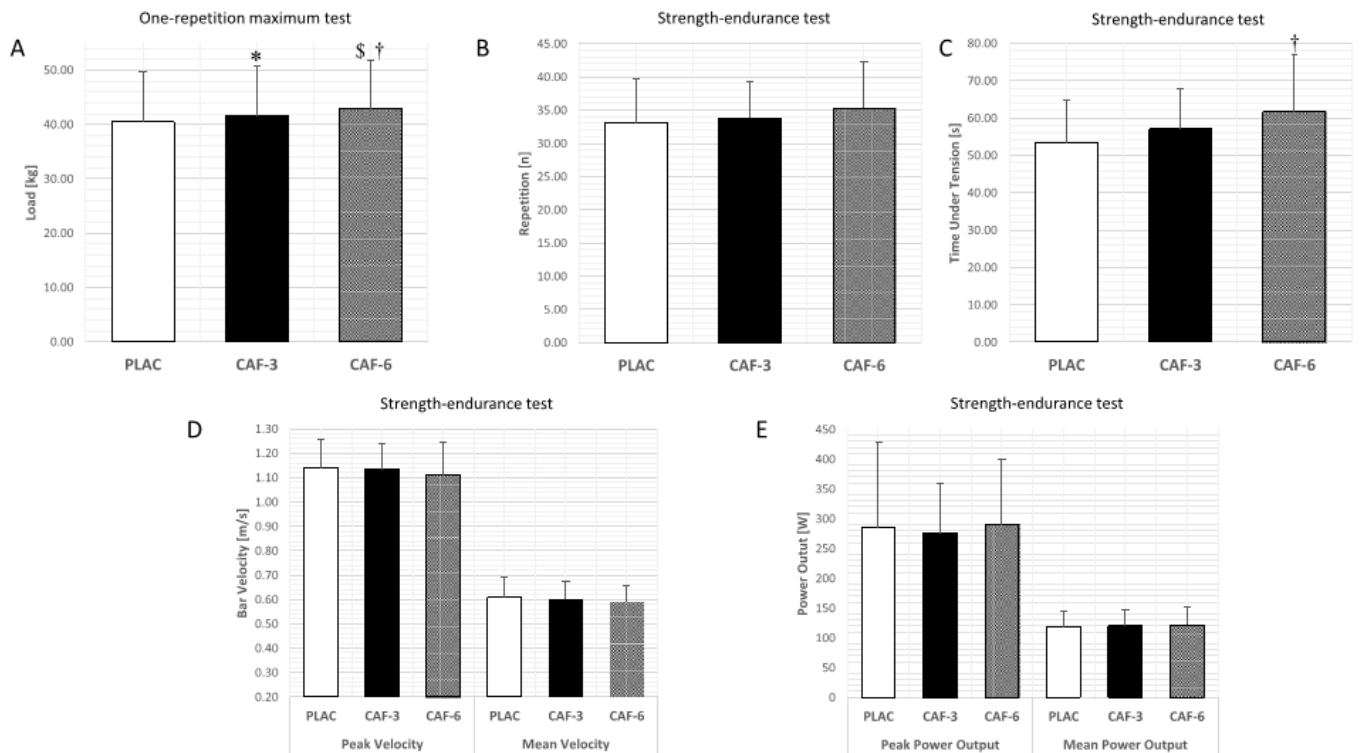 One-repetition maximum test
A
* $ †
50.00
40.00
30.00
20.00
10.00
0.00
Load [kg]
PLAC CAF-3 CAF-6
Strength-endurance test
B
45.00
40.00
35.00
30.00
25.00
20.00
15.00
10.00
5.00
0.00
Repetition [n]
PLAC CAF-3 CAF-6
Strength-endurance test
C
†
80.00
70.00
60.00
50.00
40.00
30.00
20.00
10.00
0.00
Time Under Tension [s]
PLAC CAF-3 CAF-6
Strength-endurance test
D
1.30
1.20
1.10
1.00
0.90
0.80
0.70
0.60
0.50
0.40
0.30
0.20
Bar Velocity [m/s]
PLAC CAF-3 CAF-6 PLAC CAF-3 CAF-6
Peak Velocity Mean Velocity
Strength-endurance test
E
450
400
350
300
250
200
150
100
50
0
Power Outut [W]
PLAC CAF-3 CAF-6 PLAC CAF-3 CAF-6
Peak Power Output Mean Power Output